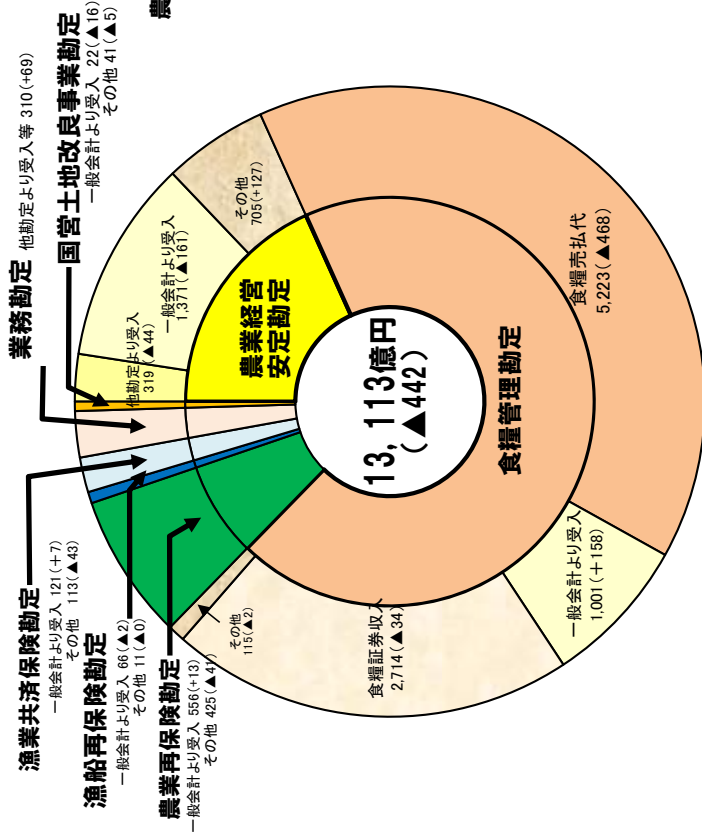 農
業務勘定 他勘定より受入等 310(+69)
国営土地改良事業勘定
一般会計より受入 22(▲16)
その他 41(▲5)
漁業共済保険勘定
一般会計より受入 121(+7)
その他 113(▲43)
漁船再保険勘定
一般会計より受入 66(▲2)
その他 11(▲0)
農業再保険勘定
一般会計より受入 556(+13)
その他 425(▲41)
他勘定より受入
319 (▲44)
一般会計より受入
1,371(▲161)
その他
705(+127)
農業経営
安定勘定
13,113億円
(▲442)
食糧管理勘定
食糧売払代
5,223(▲468)
一般会計より受入
1,001(+158)
食糧証券収入
2,714(▲34)
その他
115(▲2)